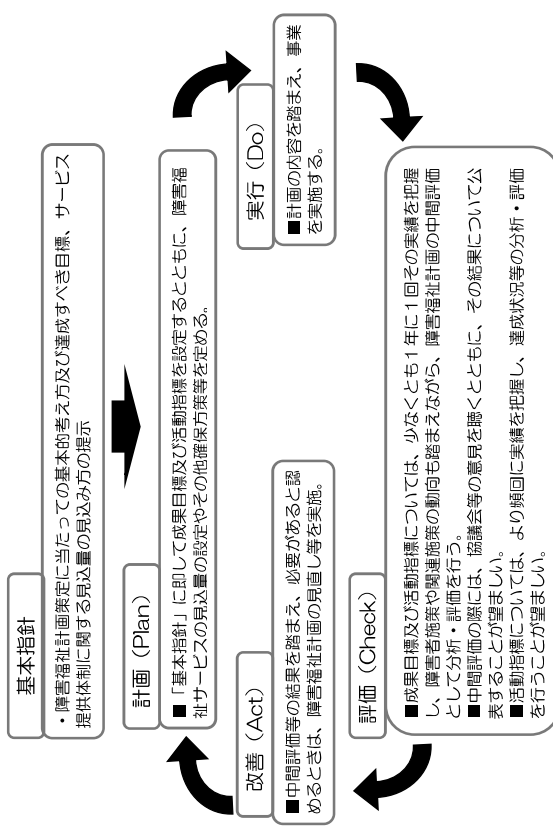 基本指針
・障害福祉計画策定に当たっての基本的考え方及び達成すべき目標、サービス
提供体制に関する見込量の見込み方の提示
計画（Plan）
■「基本指針」に即して成果目標及び活動指標を設定するとともに、障害福
祉サービスの見込量の設定やその他確保方策等を定める。
実行（Do）
■計画の内容を踏まえ、事業
を実施する。
評価（Check）
■成果目標及び活動指標については、少なくとも１年に１回その実績を把握
し、障害者施策や関連施策の動向も踏まえながら、障害福祉計画の中間評価
として分析・評価を行う。
■中間評価の際には、協議会等の意見を聴くとともに、その結果について公
表することが望ましい。
■活動指標については、より頻回に実績を把握し、達成状況等の分析・評価
を行うことが望ましい。
改善（Act）
■中間評価等の結果を踏まえ、必要があると認
めるときは、障害福祉計画の見直し等を実施。